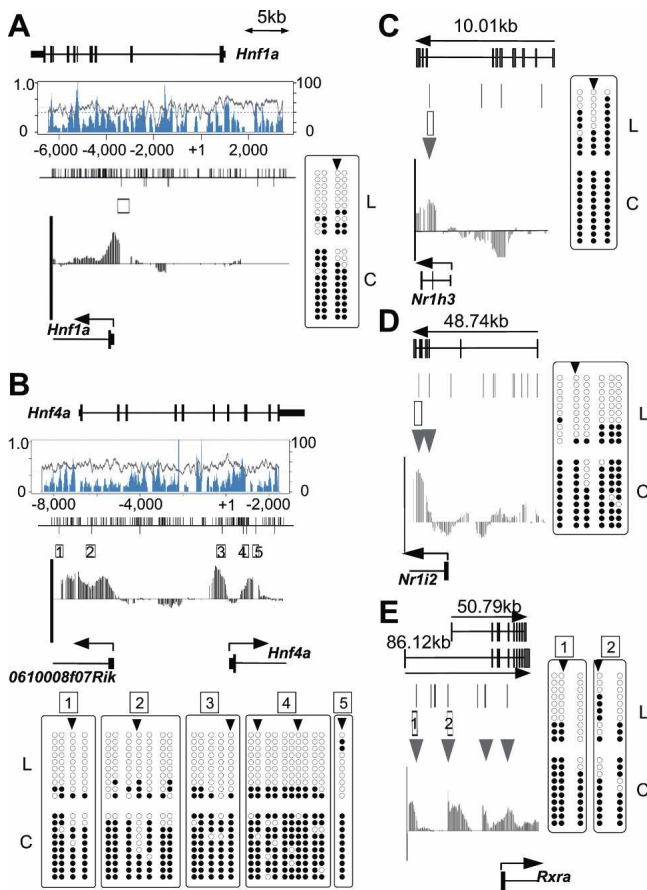 A
5kb
Hnf1a
1.0
100
0
0
-6,000 -4,000 -2,000 +1 2,000
L
C
Hnf1a
B
Hnf4a
1.0
100
0
0
-8,000 -4,000 +1 -2,000
1 2 3 4 5
0610008f07Rik
Hnf4a
1 2 3 4 5
L
C
C
10.01kb
L
C
Nr1h3
D
48.74kb
L
C
Nr1i2
E
50.79kb
86.12kb
1 2
1 2
L
C
Rxra